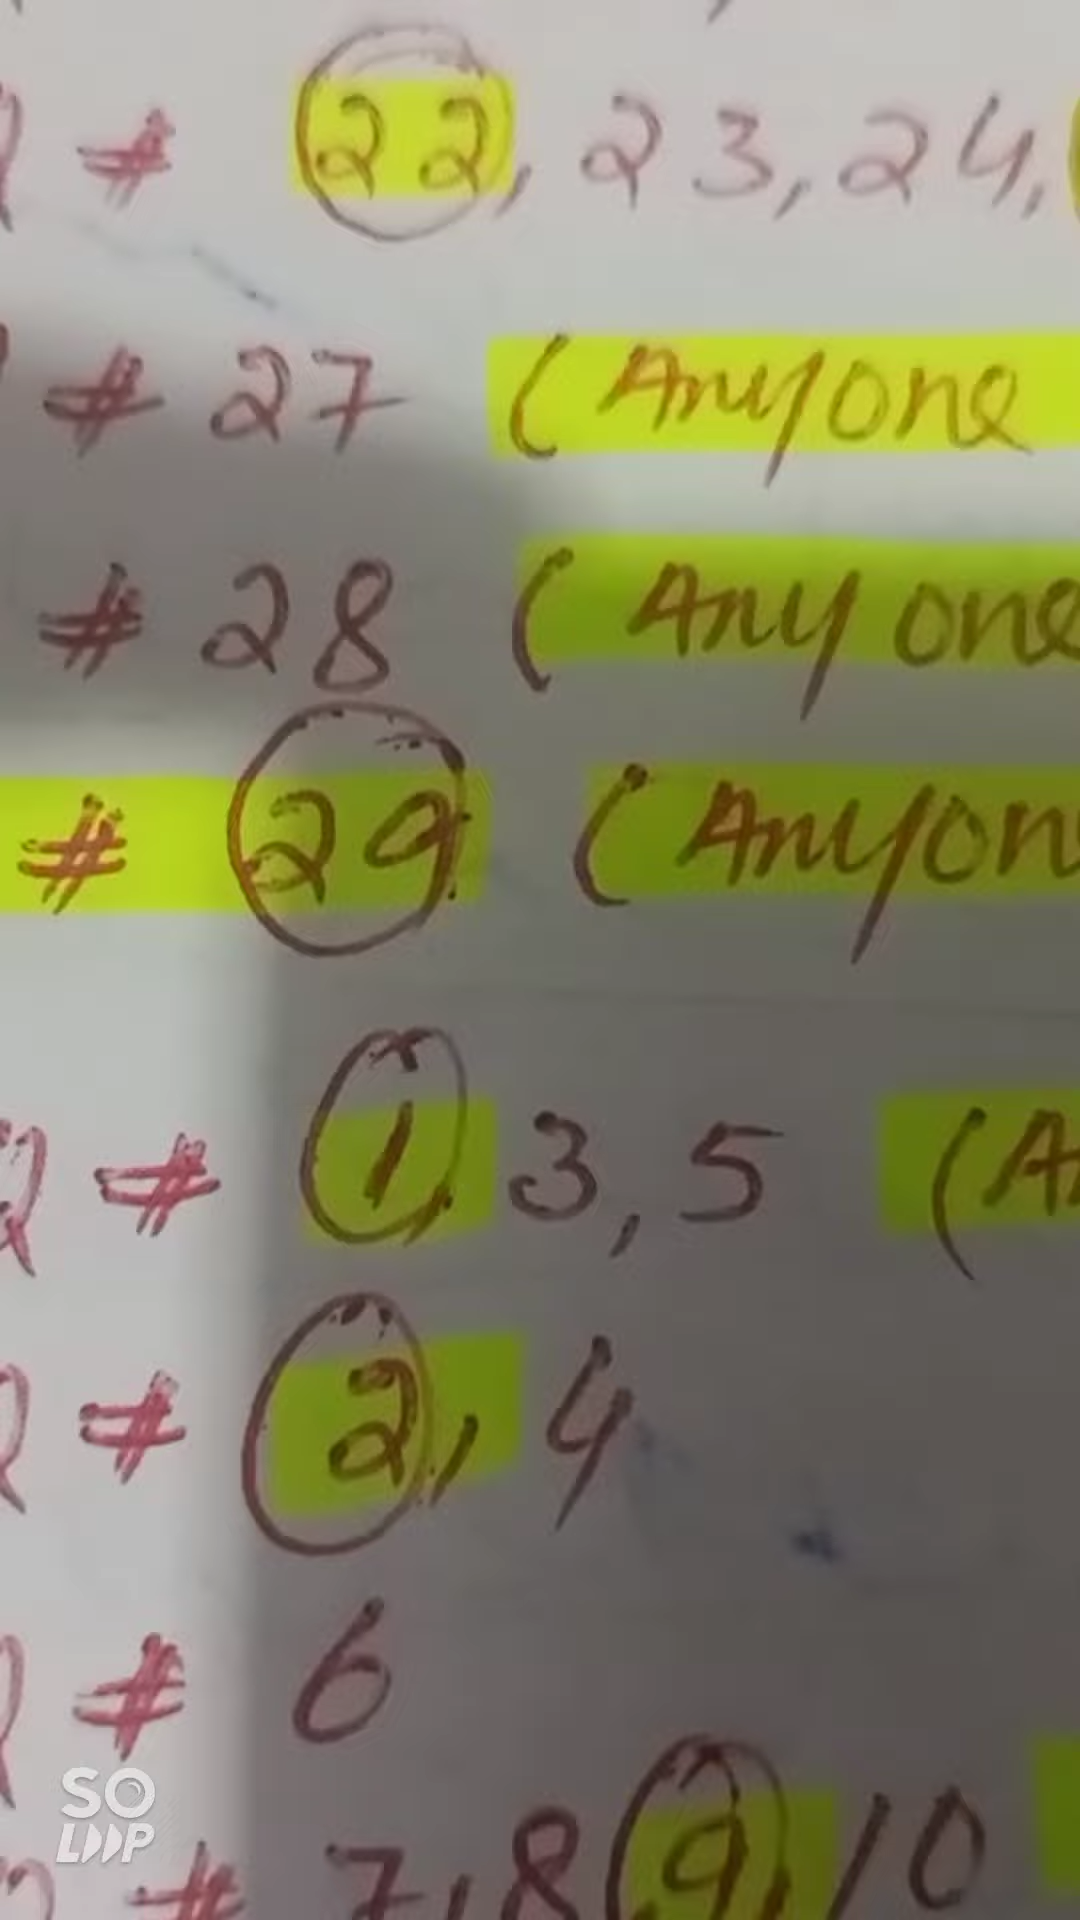 Q # 22, 23, 24,
# 27 (Anyone
# 28 (Any one
# 29 (Anyon
Q # 1, 3, 5 (A
Q # 2, 4
Q # 6
Q # 7, 8, 9, 10
SO
LOOP